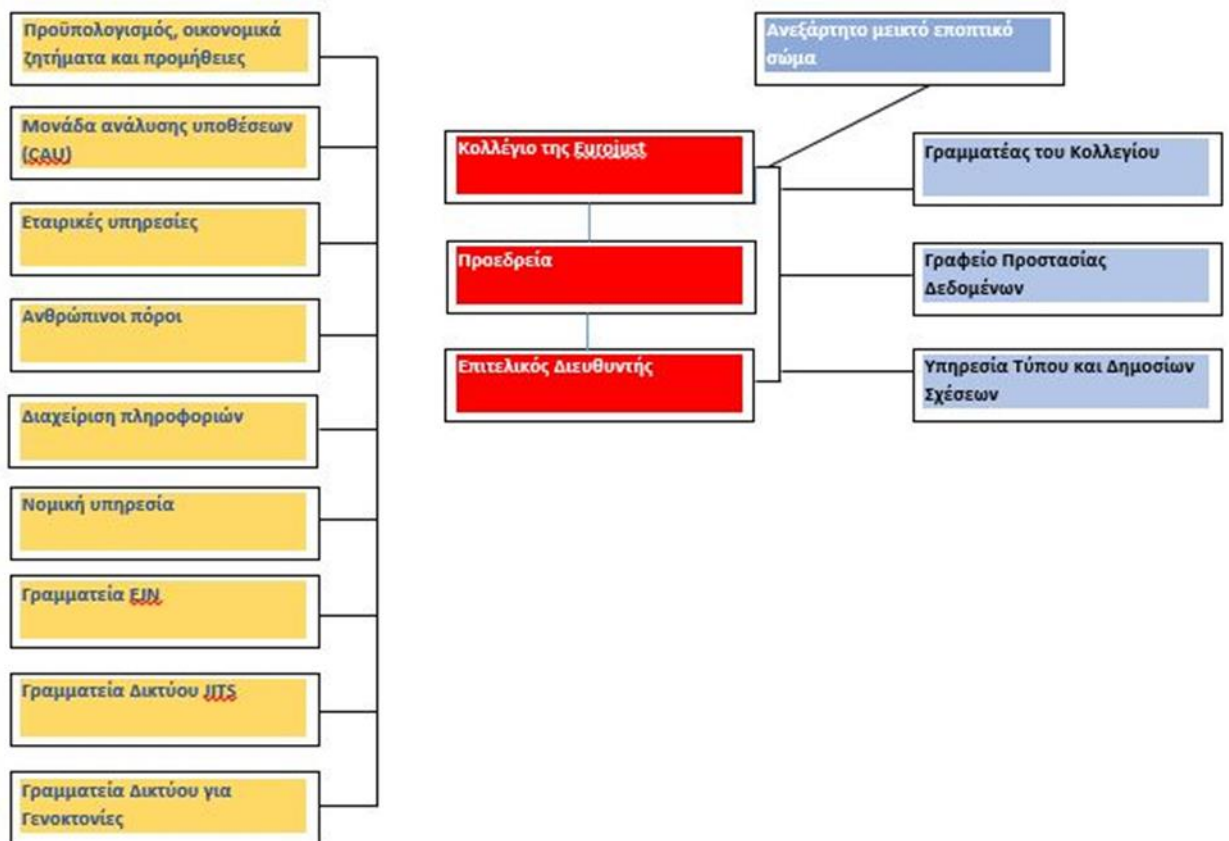 Προϋπολογισμός, οικονομικά
ζητήματα και προμήθειες
Μονάδα ανάλυσης υποθέσεων
(CAU)
Εταιρικές υπηρεσίες
Ανθρώπινοι πόροι
Διαχείριση πληροφοριών
Νομική υπηρεσία
Γραμματεία EJN
Γραμματεία Δικτύου JITS
Γραμματεία Δικτύου για
Γενοκτονίες
Ανεξάρτητο μεικτό εποπτικό
σώμα
Κολλέγιο της Eurojust
Προεδρεία
Επιτελικός Διευθυντής
Γραμματέας του Κολλεγίου
Γραφείο Προστασίας
Δεδομένων
Υπηρεσία Τύπου και Δημοσίων
Σχέσεων